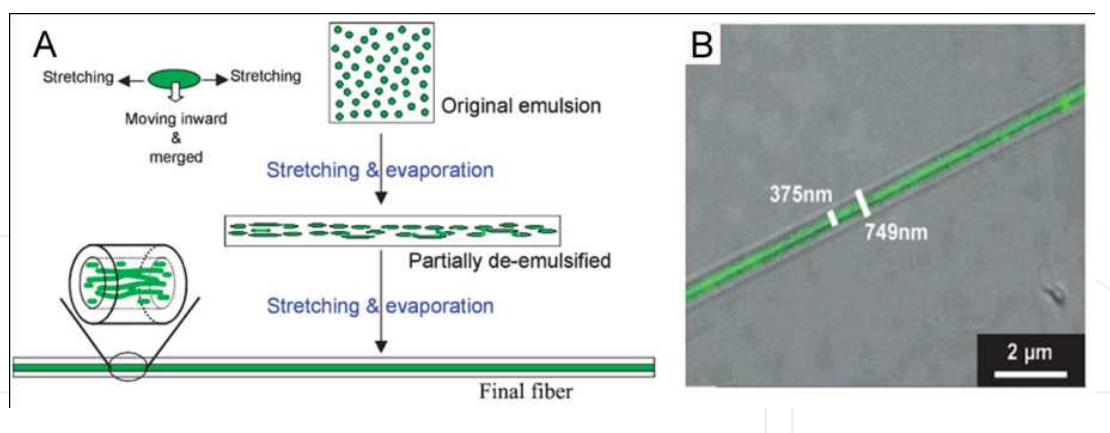 A
Stretching
Stretching
Moving inward
&
merged
Original emulsion
Stretching & evaporation
Partially de-emulsified
Stretching & evaporation
Final fiber
B
375nm
749nm
2 µm